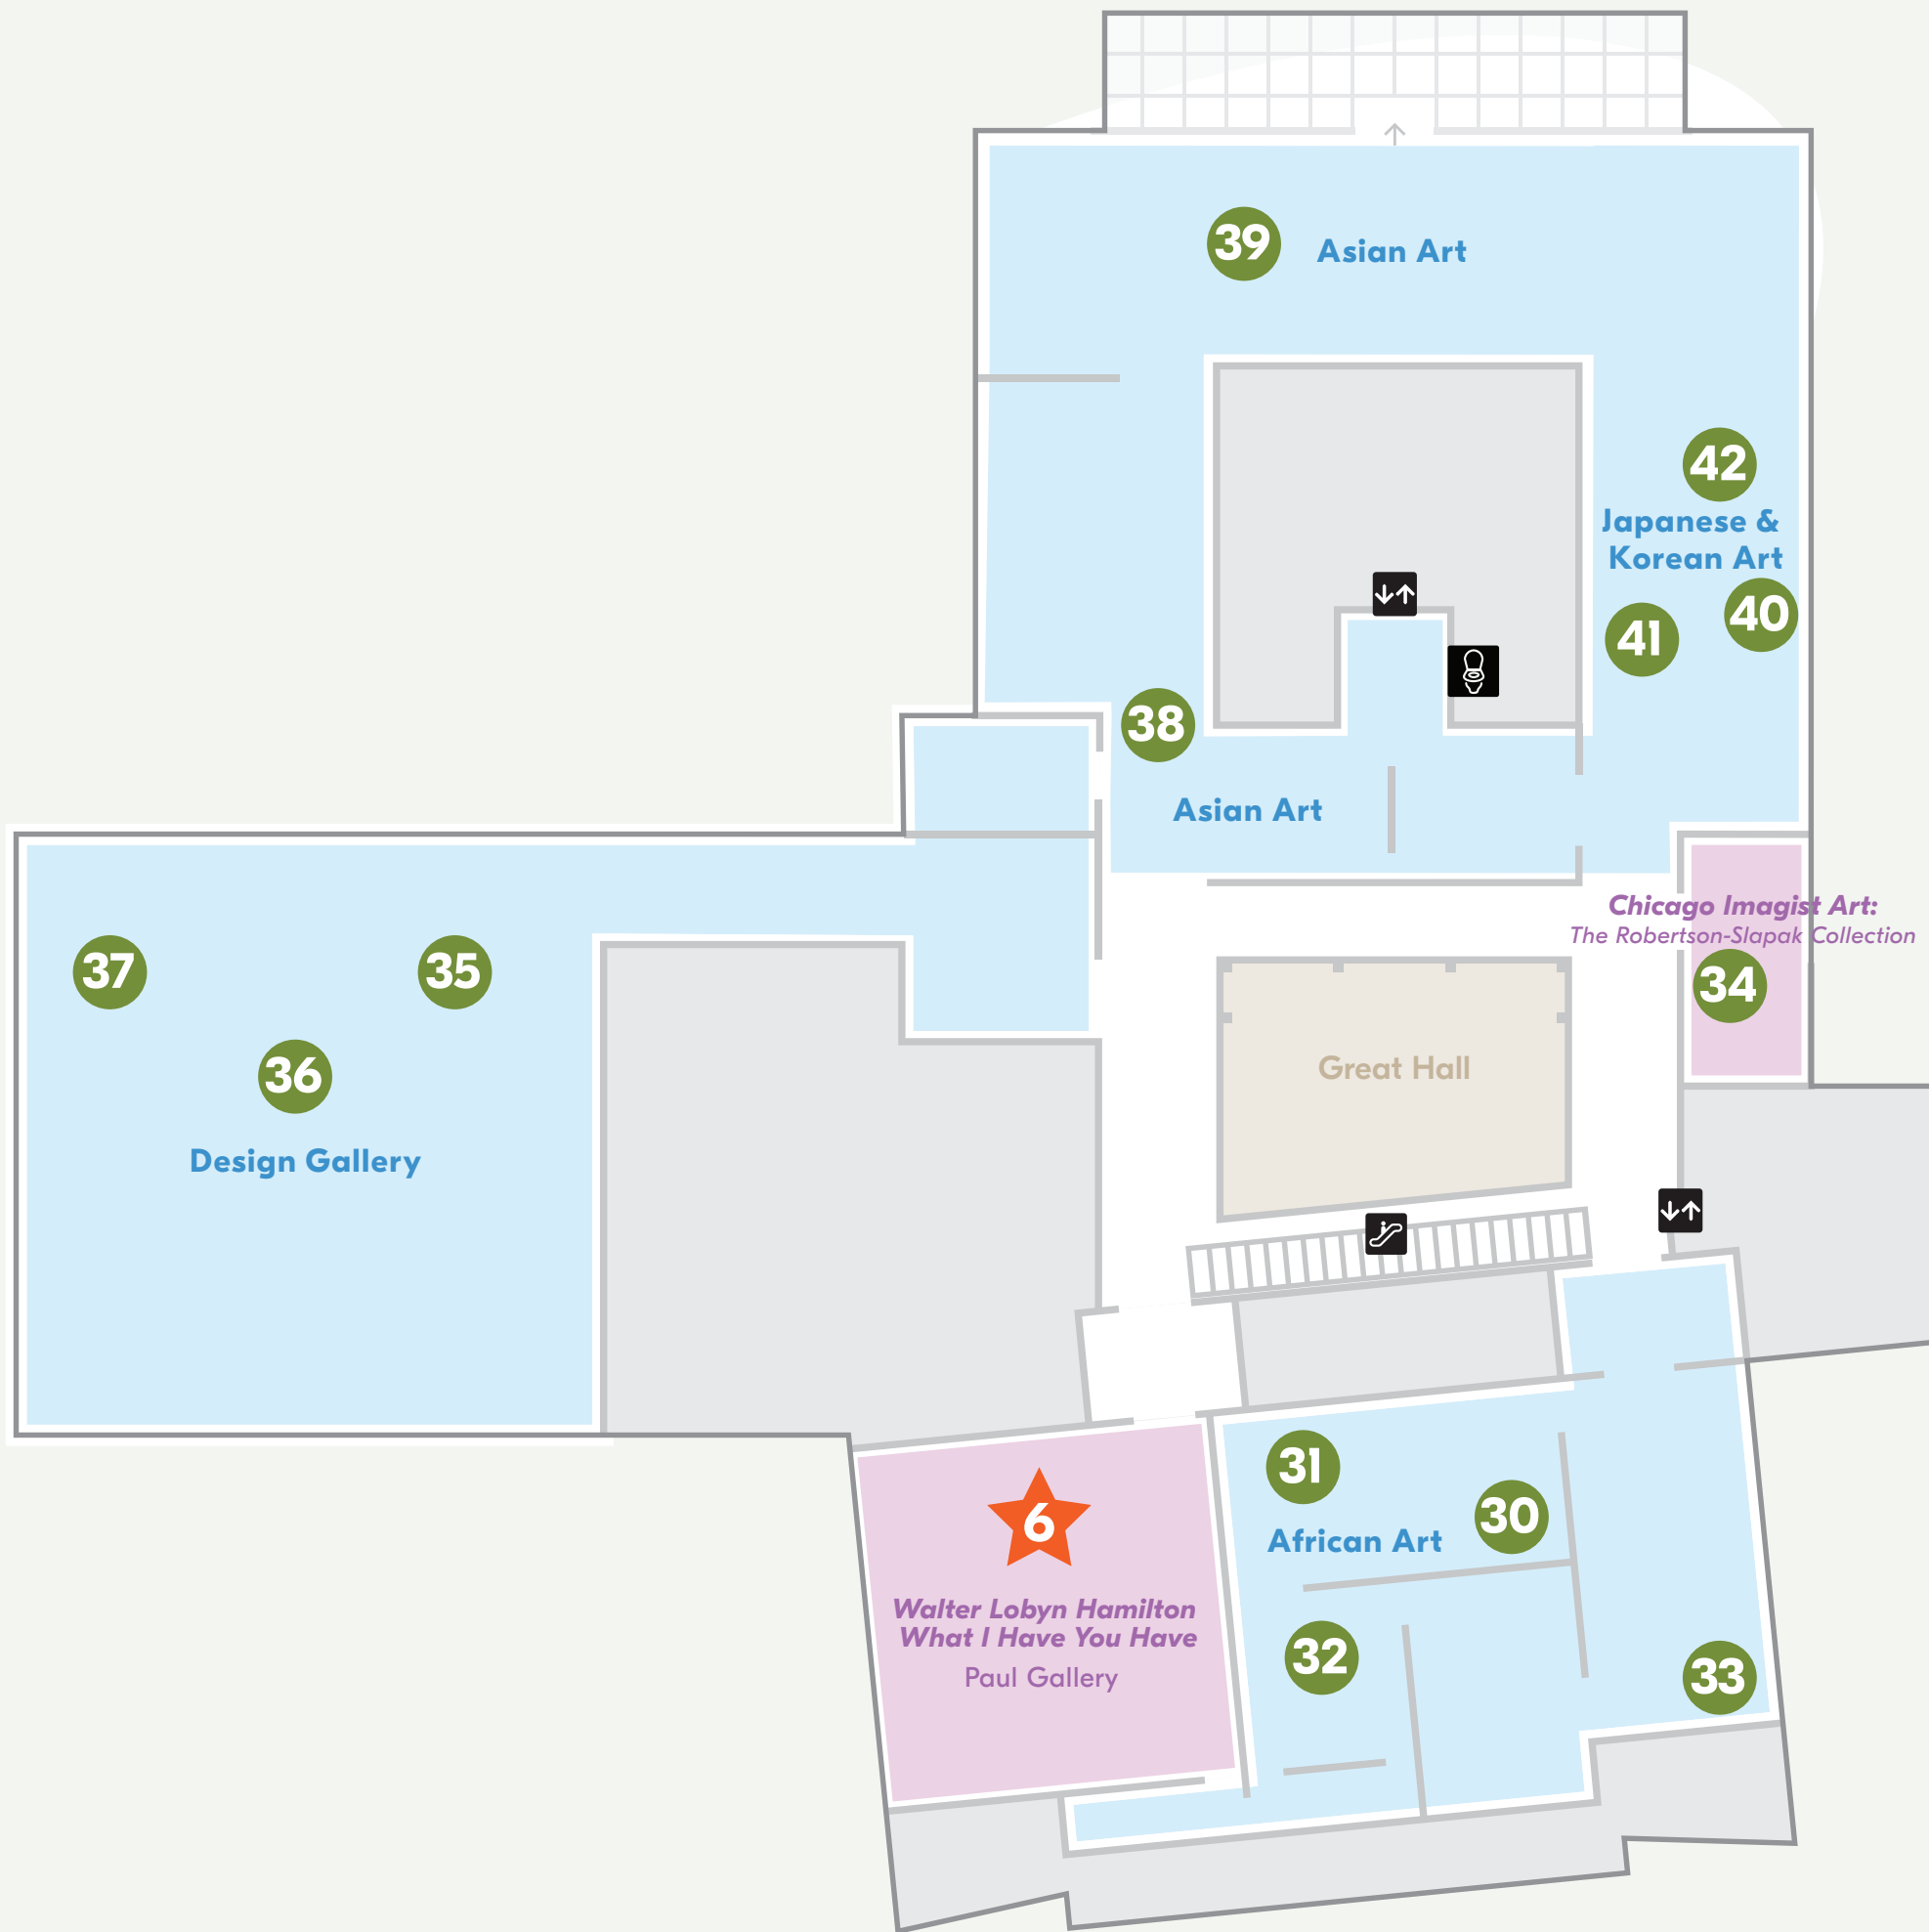 39
Asian Art
42
Japanese &
Korean Art
40
41
38
Asian Art
Chicago Imagist Art:
The Robertson-Slapak Collection
34
37
35
36
Design Gallery
Great Hall
31
30
African Art
6
Walter Lobyn Hamilton
What I Have You Have
Paul Gallery
32
33